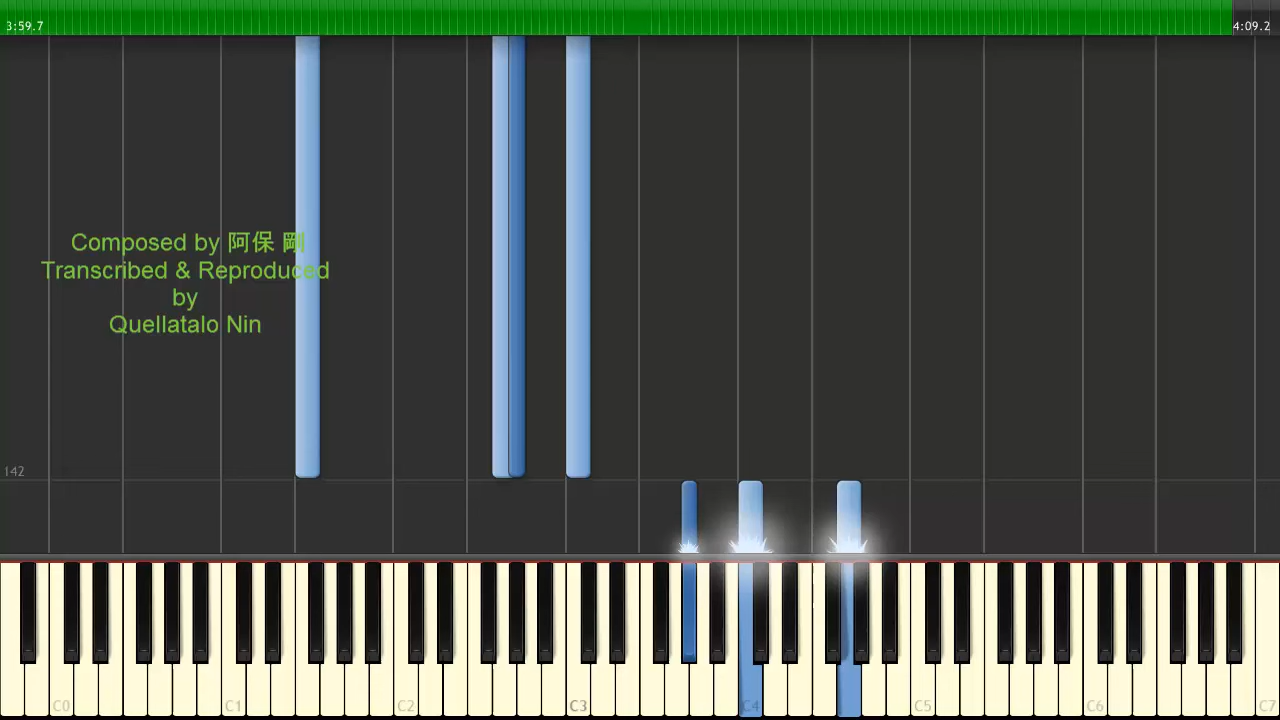 3:59.7
4:09.2
Composed by 阿保 剛
Transcribed & Reproduced
by
Quellatalo Nin
142
C0 C1 C2 C3 C4 C5 C6 C7